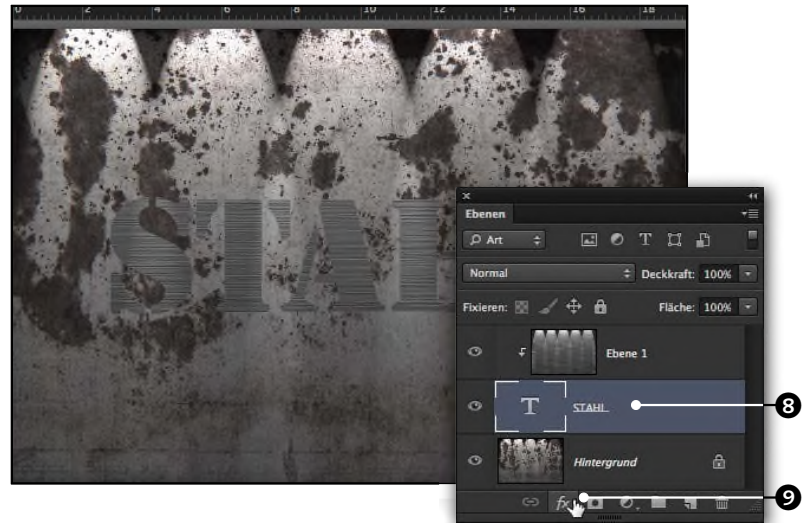 0 2 4 6 8 10 12 14 16 18
STAHL
Ebenen
Art
T
Normal
Deckkraft: 100%
Fixieren:
Fläche: 100%
Ebene 1
T STAHL
8
Hintergrund
fx
9